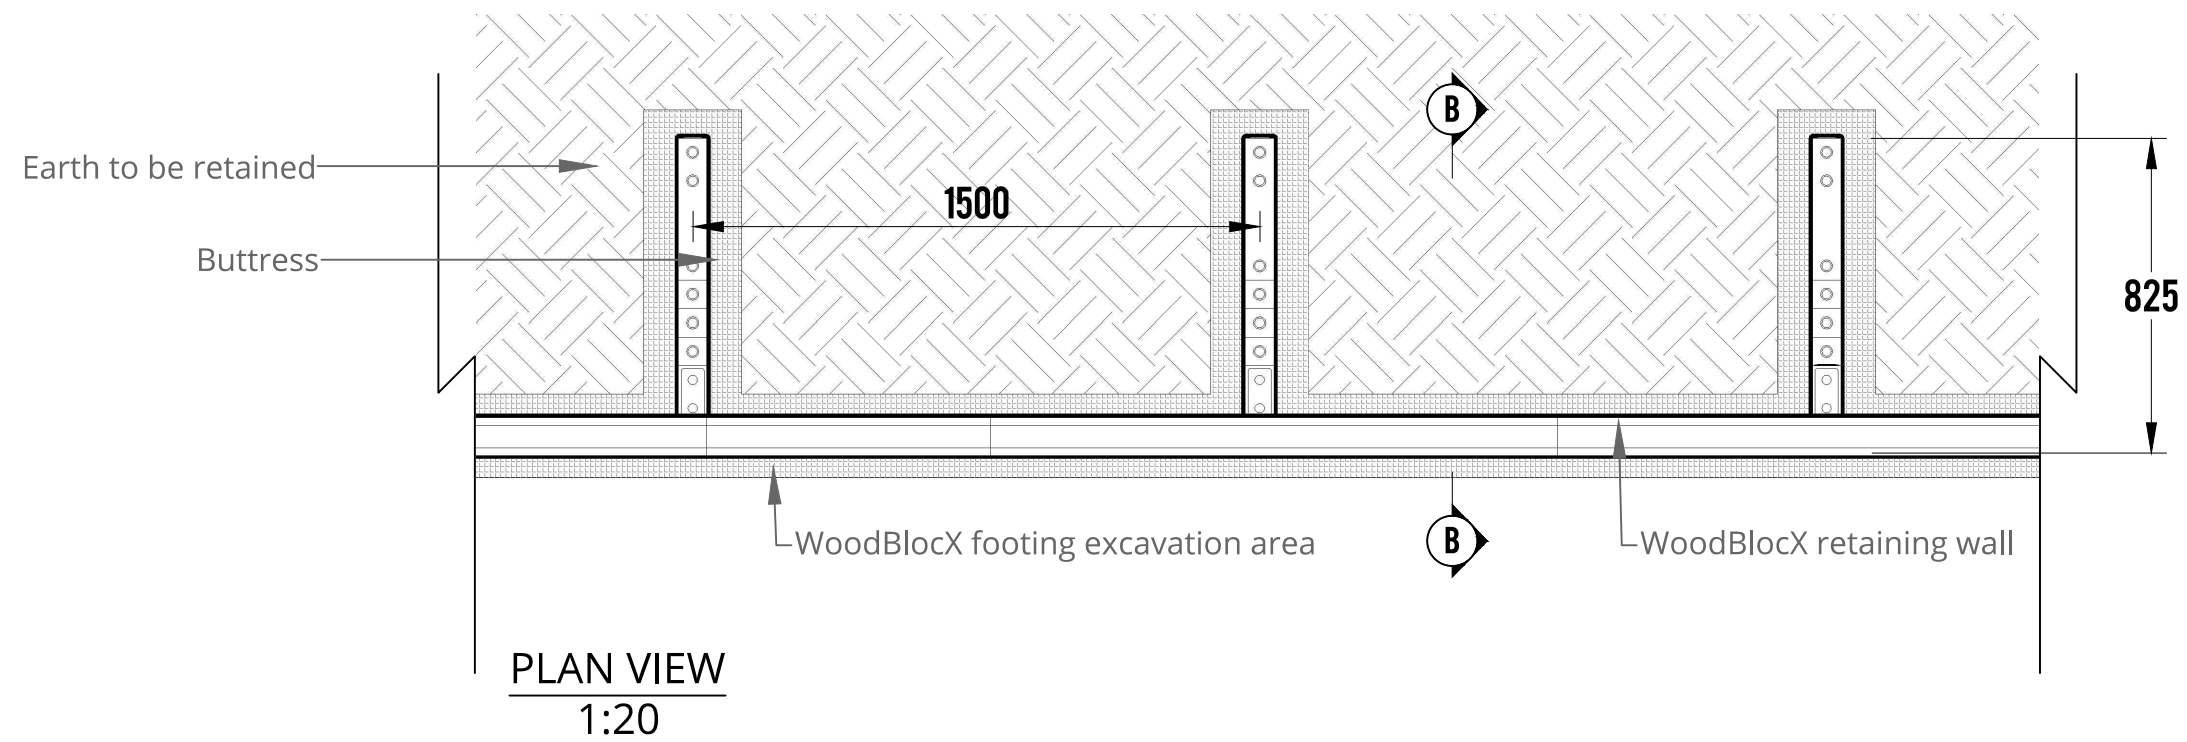 B
Earth to be retained
1500
Buttress
825
WoodBlocX footing excavation area
B
WoodBlocX retaining wall
PLAN VIEW
1:20